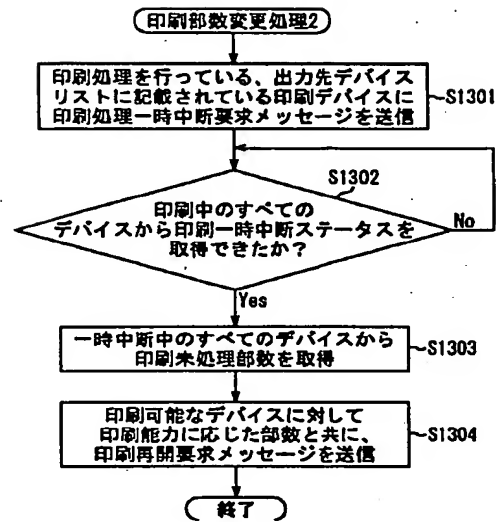 印刷部数変更処理2
印刷処理を行っている、出力先デバイス
リストに記載されている印刷デバイスに
印刷処理一時中断要求メッセージを送信
S1301
S1302
印刷中のすべての
デバイスから印刷一時中断ステータスを
取得できたか？
No
Yes
一時中断中のすべてのデバイスから
印刷未処理部数を取得
S1303
印刷可能なデバイスに対して
印刷能力に応じた部数と共に、
印刷再開要求メッセージを送信
S1304
終了